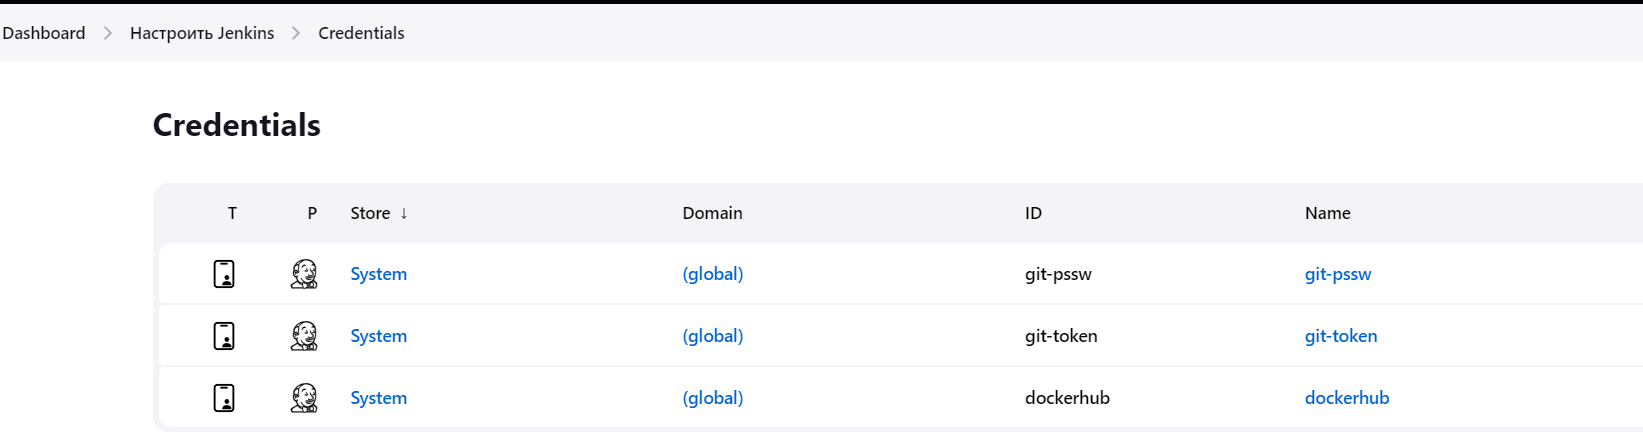 Dashboard > Настроить Jenkins > Credentials
Credentials
T P Store ↓ Domain ID Name
System (global) git-pssw git-pssw
System (global) git-token git-token
System (global) dockerhub dockerhub